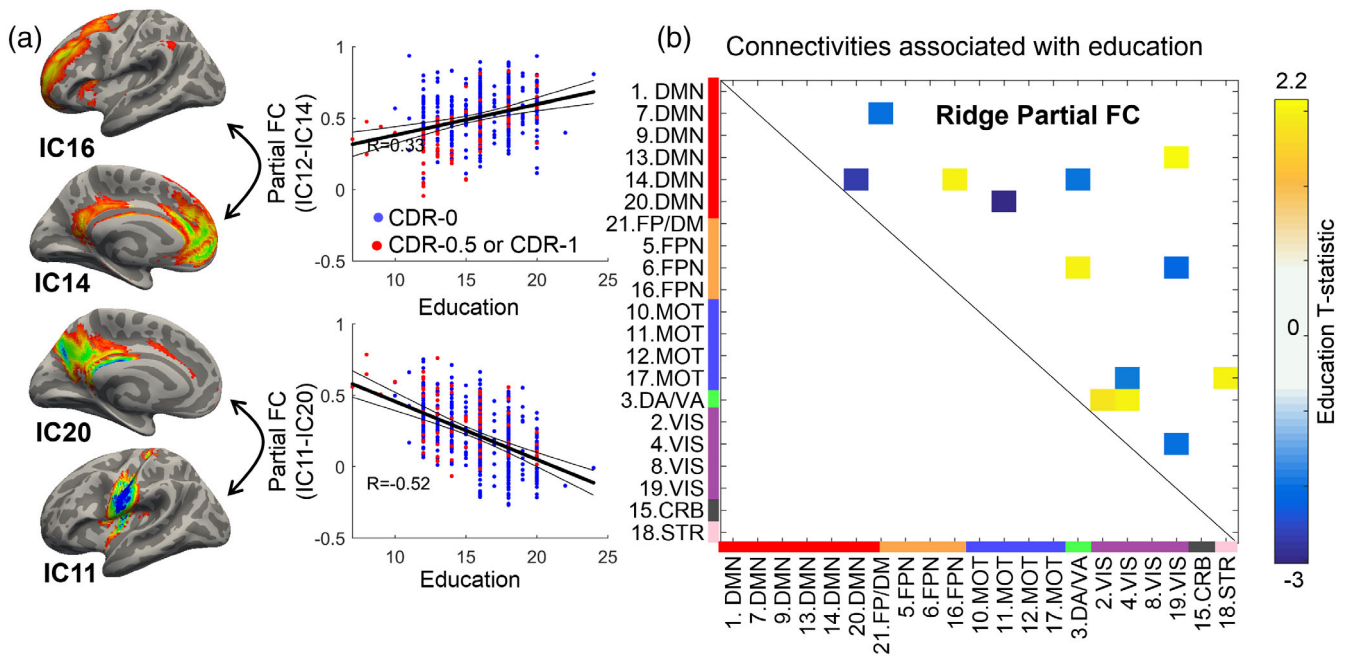 (a)
IC16
IC14
IC20
IC11
Partial FC
(IC12-IC14)
1
0.5
0
-0.5
R=0.33
CDR-0
CDR-0.5 or CDR-1
10
15
20
25
Education
Partial FC
(IC11-IC20)
1
0.5
0
-0.5
R=-0.52
10
15
20
25
Education
(b)
Connectivities associated with education
Ridge Partial FC
1. DMN
7. DMN
9. DMN
13. DMN
14. DMN
20. DMN
21.FP/DM
5.FPN
6.FPN
16.FPN
10.MOT
11.MOT
12.MOT
17.MOT
3.DA/VA
2.VIS
4.VIS
8.VIS
19.VIS
15.CRB
18.STR
1. DMN
7.DMN
9.DMN
13.DMN
14.DMN
20.DMN
21.FP/DM
5.FPN
6.FPN
16.FPN
10.MOT
11.MOT
12.MOT
17.MOT
3.DA/VA
2.VIS
4.VIS
8.VIS
19.VIS
15.CRB
18.STR
2.2
0
-3
Education T-statistic